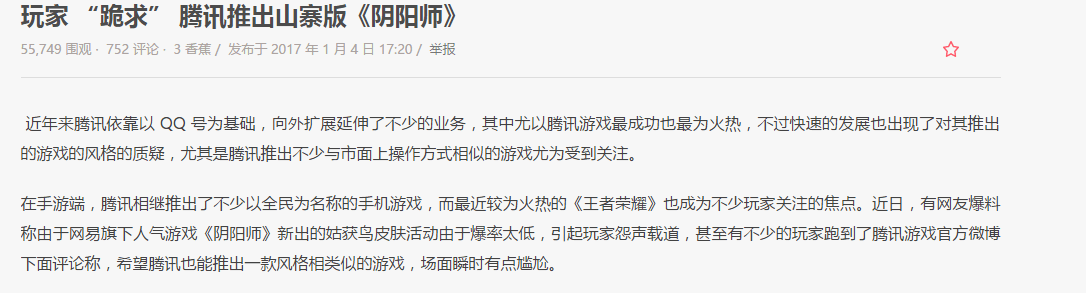 玩家 “跪求” 腾讯推出山寨版《阴阳师》
55,749 围观 · 752 评论 · 3 香蕉 / 发布于 2017 年 1 月 4 日 17:20 / 举报
近年来腾讯依靠以 QQ 号为基础，向外扩展延伸了不少的业务，其中尤以腾讯游戏最成功也最为火热，不过快速的发展也出现了对其推出
的游戏的风格的质疑，尤其是腾讯推出不少与市面上操作方式相似的游戏尤为受到关注。
在手游端，腾讯相继推出了不少以全民为名称的手机游戏，而最近较为火热的《王者荣耀》也成为不少玩家关注的焦点。近日，有网友爆料
称由于网易旗下人气游戏《阴阳师》新出的姑获鸟皮肤活动由于爆率太低，引起玩家怨声载道，甚至有不少的玩家跑到了腾讯游戏官方微博
下面评论称，希望腾讯也能推出一款风格相类似的游戏，场面瞬时有点尴尬。